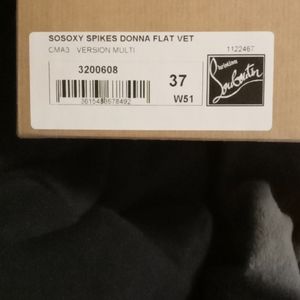 SOSOXY SPIKES DONNA FLAT VET
CMA3 VERSION MULTI 1122467
3200608
37
W51
Christian
Louboutin